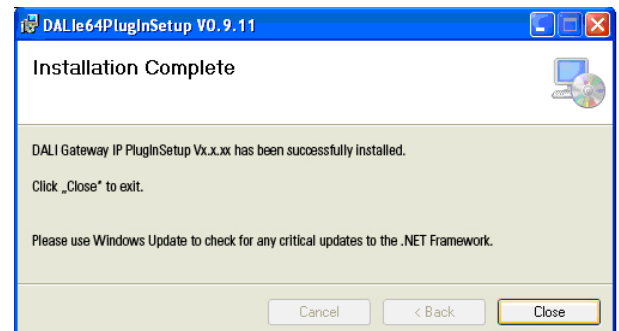 DALIe64PlugInSetup V0.9.11
Installation Complete
DALI Gateway IP PlugInSetup Vx.x.xx has been successfully installed.
Click „Close" to exit.
Please use Windows Update to check for any critical updates to the .NET Framework.
Cancel < Back Close